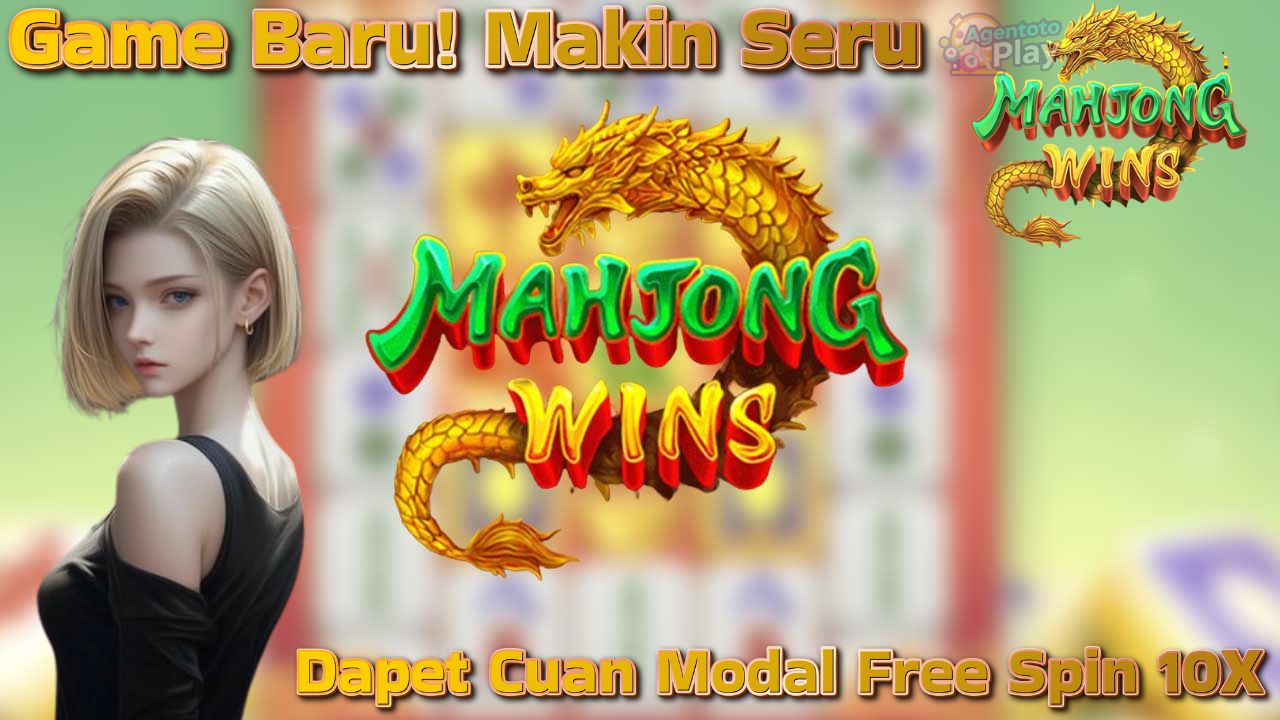 Game Baru! Makin Seru
Agentoto
Play
MAHJONG
WINS
MAHJONG
WINS
Dapet Cuan Modal Free Spin 10X